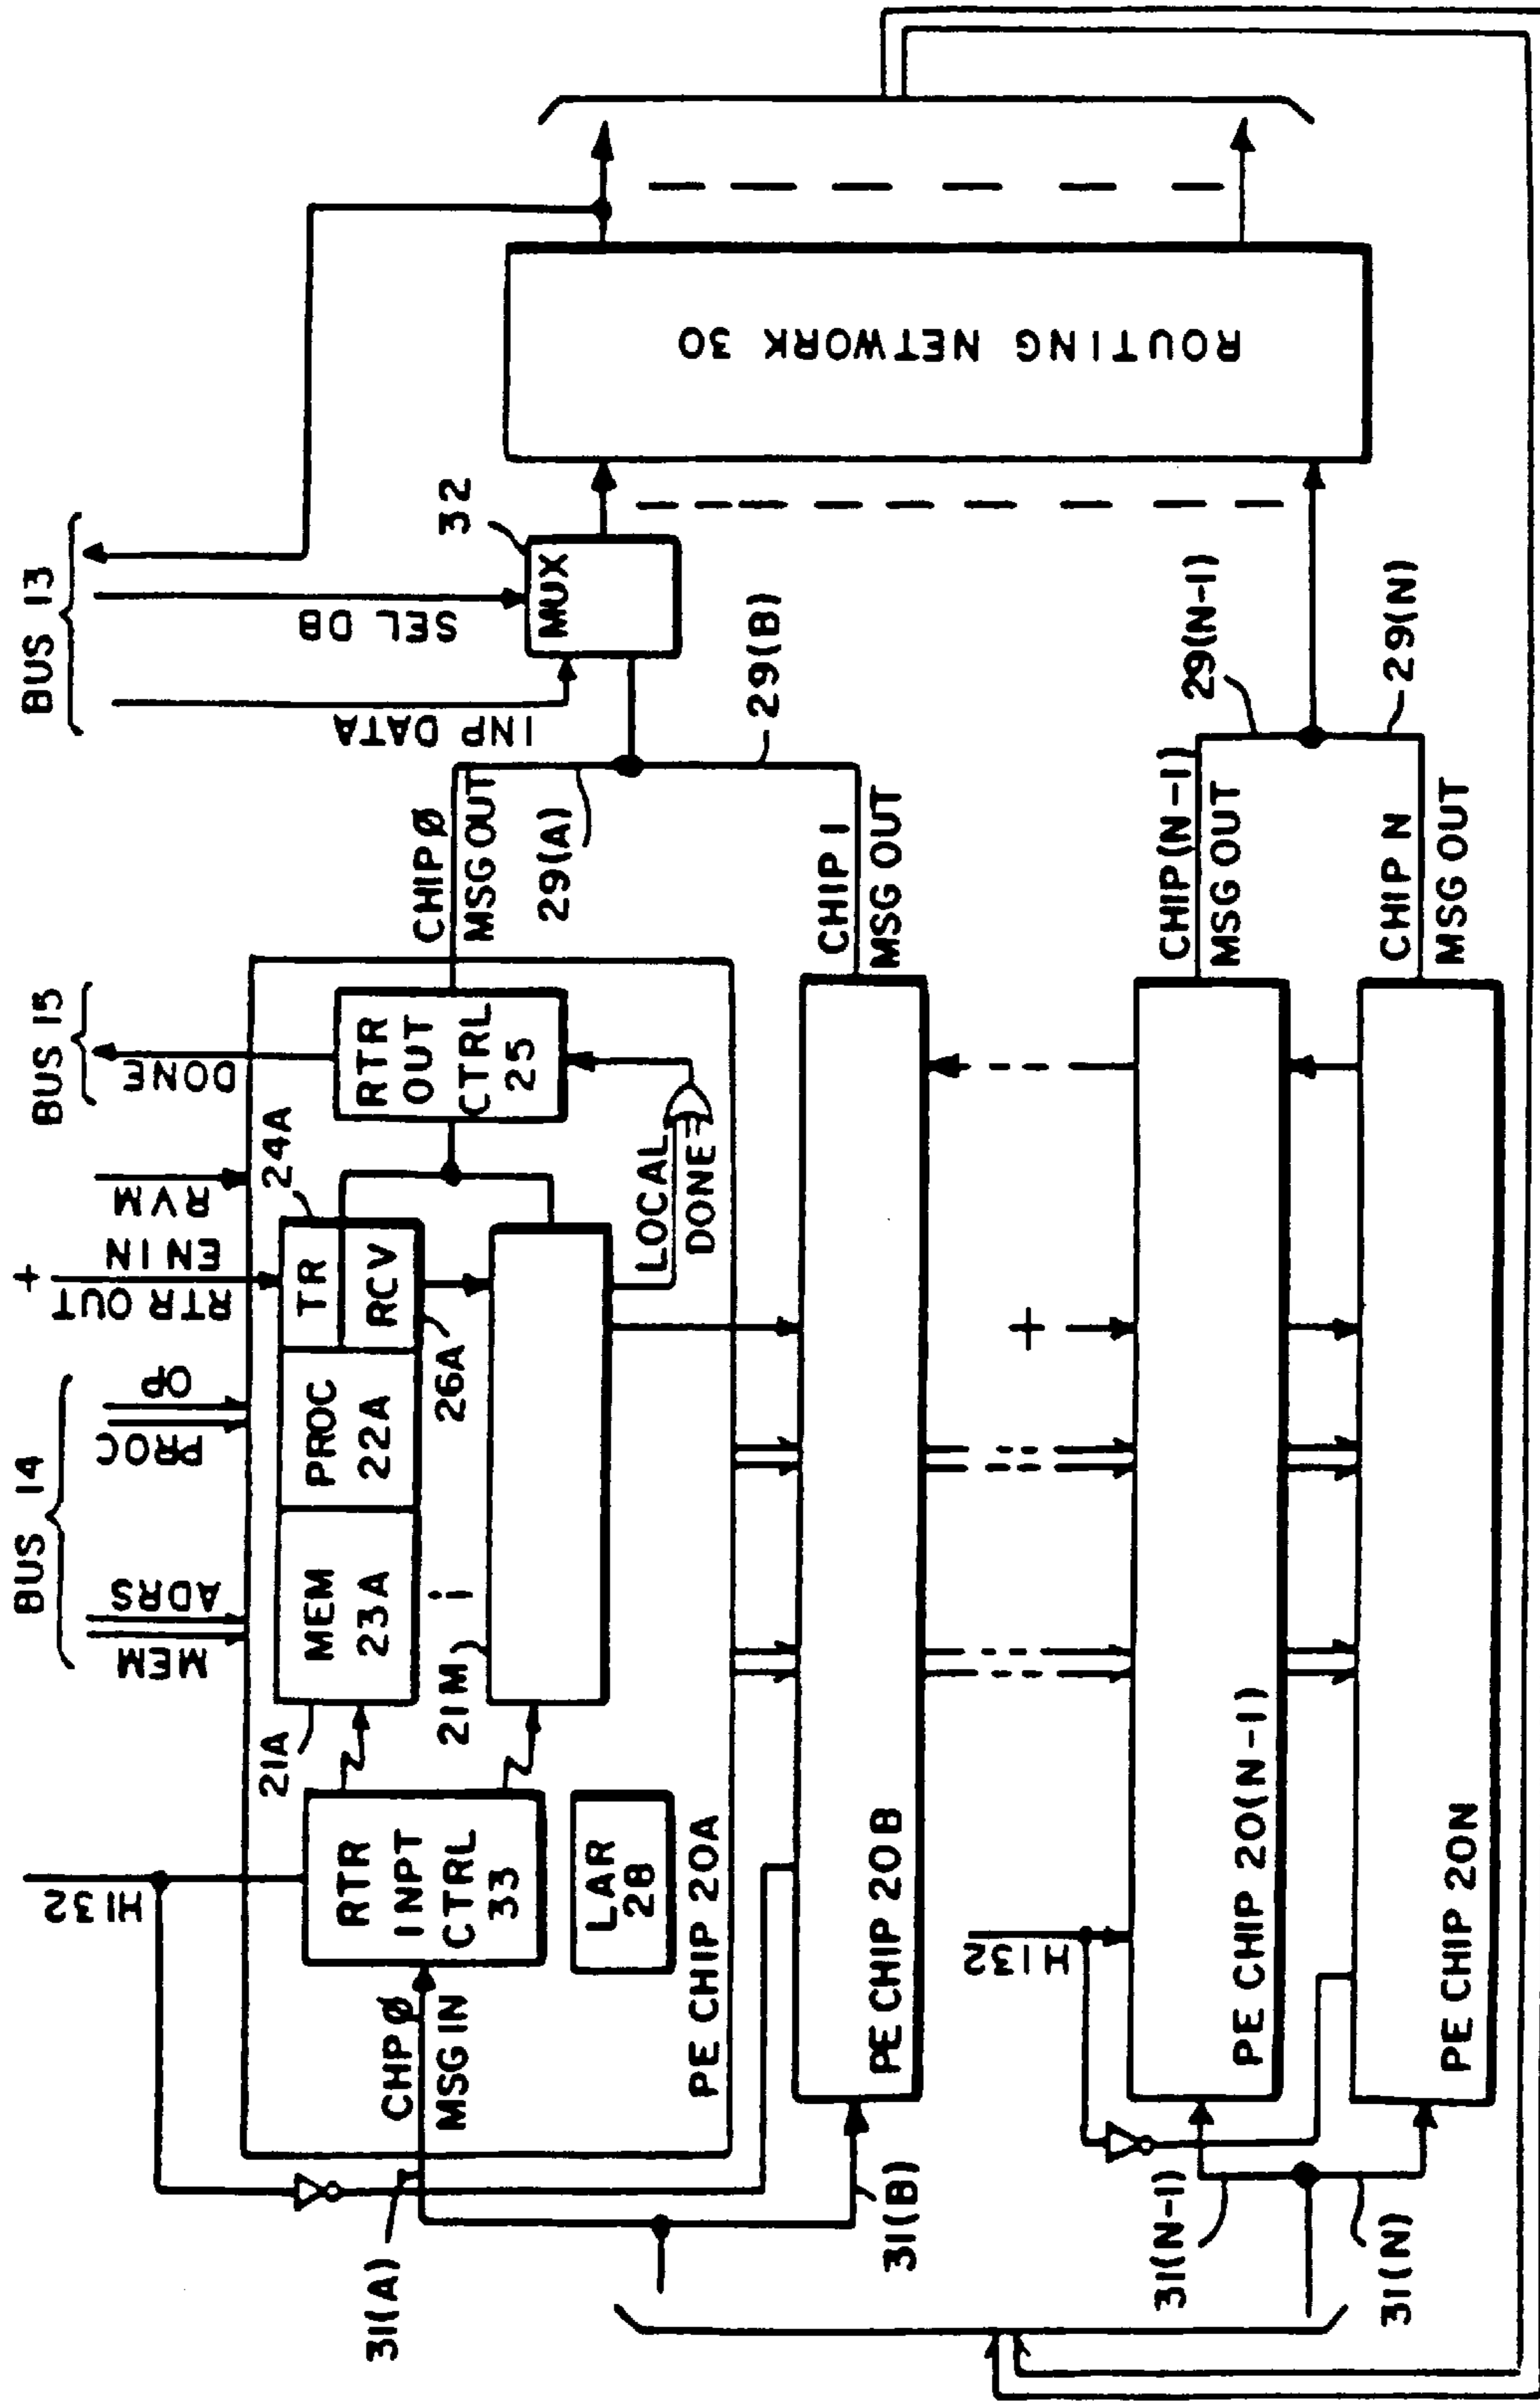 BUS 14
BUS 15
BUS 13
H132
MEM
ADRS
PROC
OP
+
RTR OUT
EN IN
RVM
DONE
INP DATA
SEL DB
31(A)
CHP Ø
MSG IN
RTR
INPT
CTRL
33
LAR
28
21A
MEM
23A
PROC
22A
TR
RCV
24A
26A
21M
RTR
OUT
CTRL
25
LOCAL
DONE
PE CHIP 20A
CHIP Ø
MSG OUT
29(A)
MUX
32
ROUTING NETWORK 30
31(B)
PE CHIP 20B
CHIP 1
MSG OUT
29(B)
H132
+
31(N-1)
PE CHIP 20(N-1)
CHIP(N-1)
MSG OUT
29(N-1)
31(N)
PE CHIP 20N
CHIP N
MSG OUT
29(N)